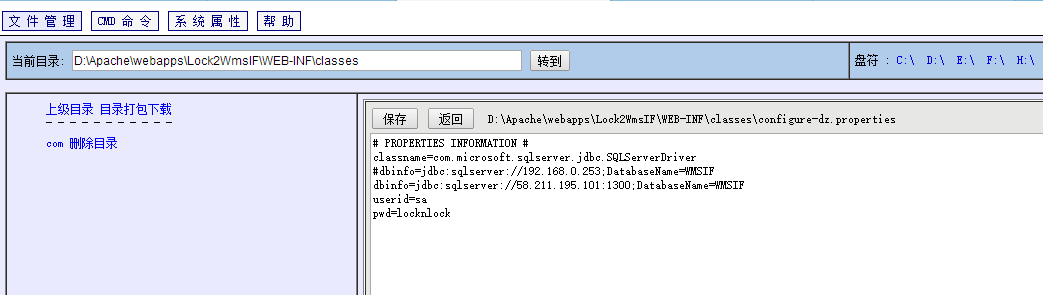 文 件 管 理 CMD 命 令 系 统 属 性 帮 助
当前目录: D:\Apache\webapps\Lock2WmsIF\WEB-INF\classes 转到 盘符 : C:\ D:\ E:\ F:\ H:\
上级目录 目录打包下载
- - - - - - - - - - - -
com 删除目录
保存 返回 D:\Apache\webapps\Lock2WmsIF\WEB-INF\classes\configure-dz.properties
# PROPERTIES INFORMATION #
classname=com.microsoft.sqlserver.jdbc.SQLServerDriver
#dbinfo=jdbc:sqlserver://192.168.0.253;DatabaseName=WMSIF
dbinfo=jdbc:sqlserver://58.211.195.101:1300;DatabaseName=WMSIF
userid=sa
pwd=locknlock